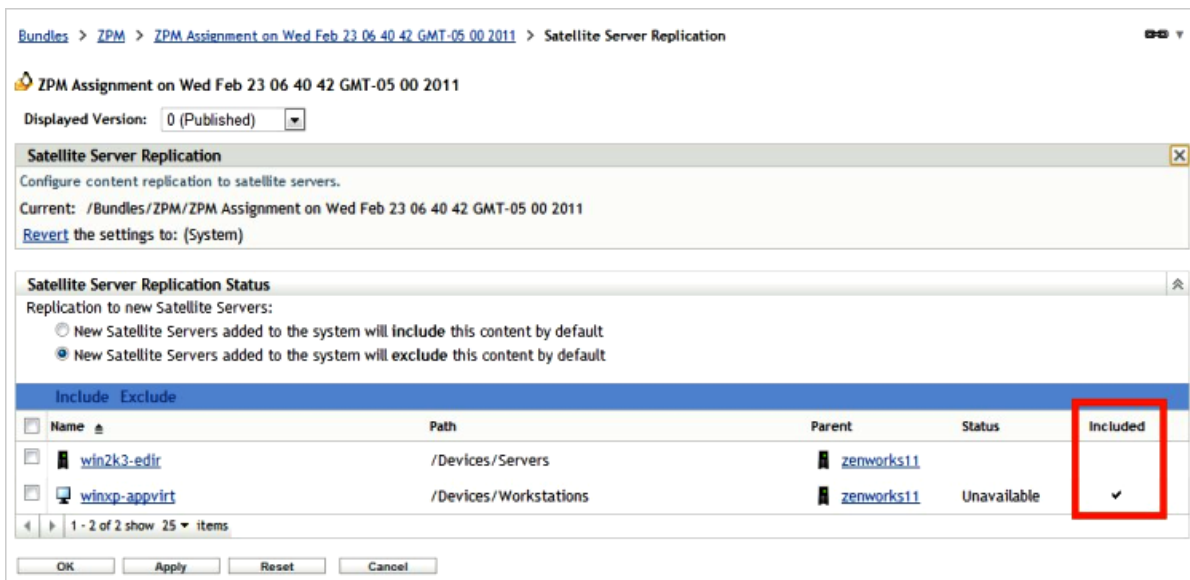 Bundles > ZPM > ZPM Assignment on Wed Feb 23 06 40 42 GMT-05 00 2011 > Satellite Server Replication
ZPM Assignment on Wed Feb 23 06 40 42 GMT-05 00 2011
Displayed Version: 0 (Published)
Satellite Server Replication
Configure content replication to satellite servers.
Current: /Bundles/ZPM/ZPM Assignment on Wed Feb 23 06 40 42 GMT-05 00 2011
Revert the settings to: (System)
Satellite Server Replication Status
Replication to new Satellite Servers:
New Satellite Servers added to the system will include this content by default
New Satellite Servers added to the system will exclude this content by default
Include Exclude
Name Path Parent Status Included
win2k3-edir /Devices/Servers zenworks11
winxp-appvirt /Devices/Workstations zenworks11 Unavailable
1 - 2 of 2 show 25 items
OK Apply Reset Cancel